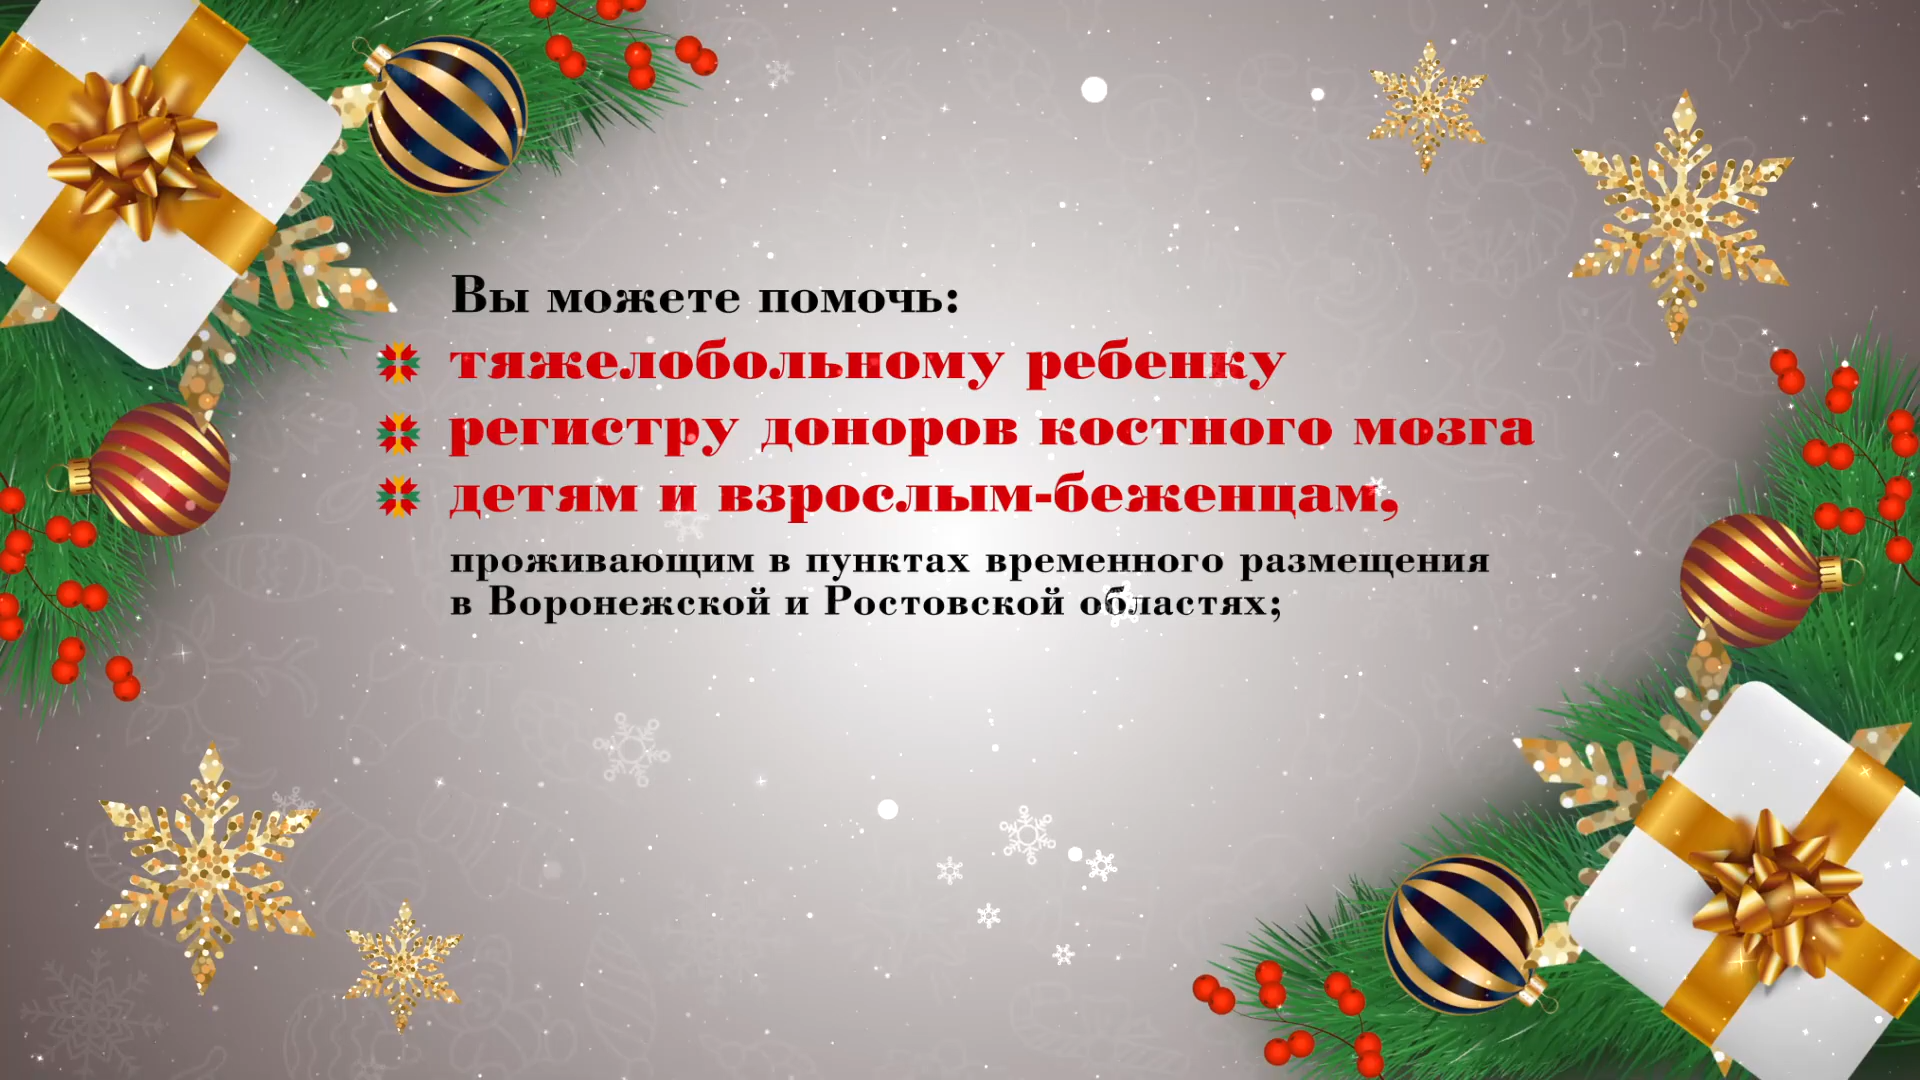 Вы можете помочь:
тяжелобольному ребенку
регистру доноров костного мозга
детям и взрослым-беженцам,
проживающим в пунктах временного размещения
в Воронежской и Ростовской областях;